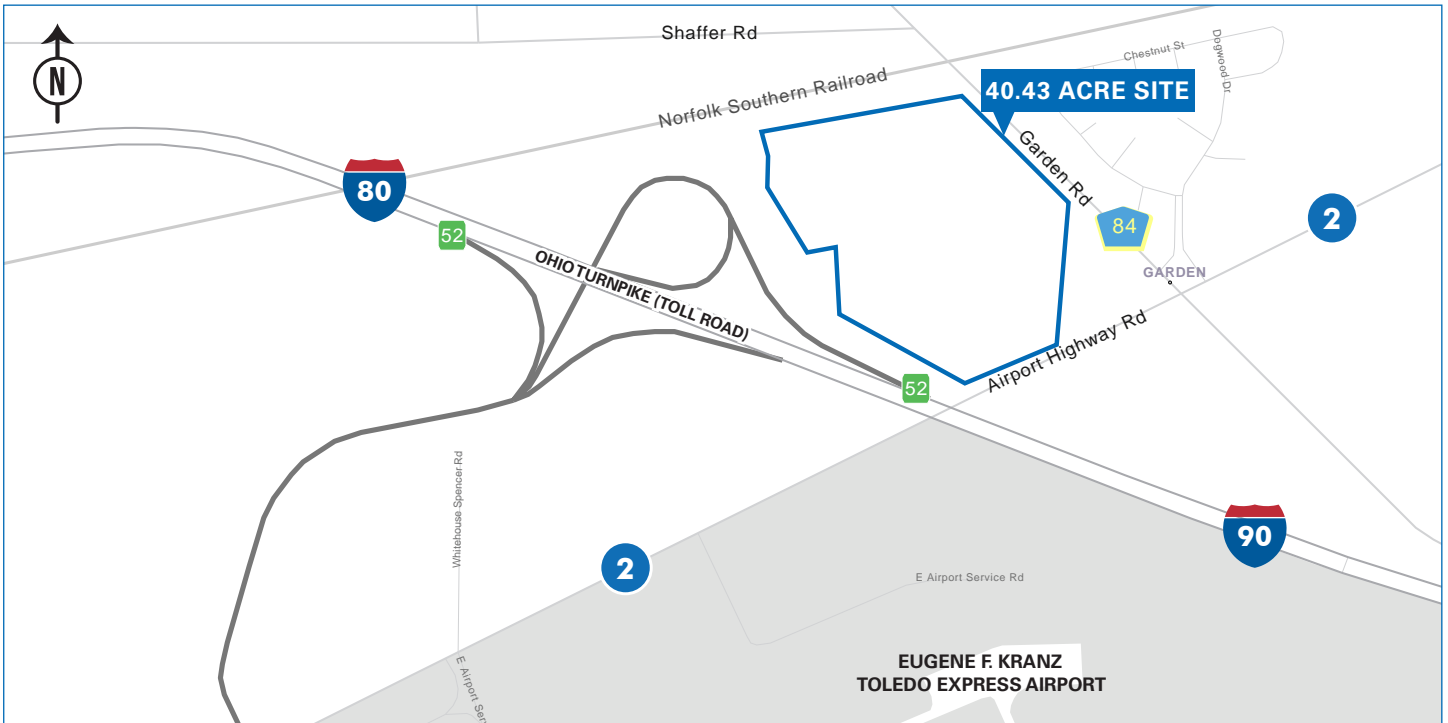 Shaffer Rd
N
Chestnut St
Dogwood Dr
Norfolk Southern Railroad
40.43 ACRE SITE
Garden Rd
80
52
84
2
OHIO TURNPIKE (TOLL ROAD)
GARDEN
Airport Highway Rd
52
Whitehouse Spencer Rd
90
2
E Airport Service Rd
EUGENE F. KRANZ
TOLEDO EXPRESS AIRPORT
E Airport Ser